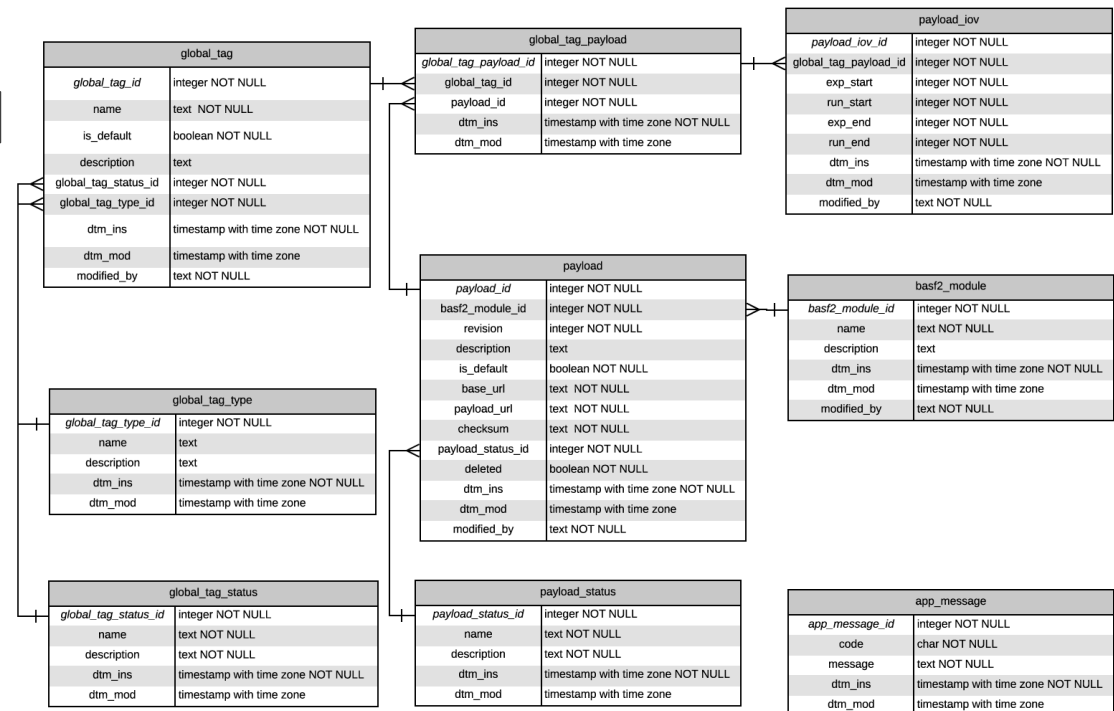 global_tag
global_tag_id integer NOT NULL
name text NOT NULL
is_default boolean NOT NULL
description text
global_tag_status_id integer NOT NULL
global_tag_type_id integer NOT NULL
dtm_ins timestamp with time zone NOT NULL
dtm_mod timestamp with time zone
modified_by text NOT NULL
global_tag_payload
global_tag_payload_id integer NOT NULL
global_tag_id integer NOT NULL
payload_id integer NOT NULL
dtm_ins timestamp with time zone NOT NULL
dtm_mod timestamp with time zone
payload_iov
payload_iov_id integer NOT NULL
global_tag_payload_id integer NOT NULL
exp_start integer NOT NULL
run_start integer NOT NULL
exp_end integer NOT NULL
run_end integer NOT NULL
dtm_ins timestamp with time zone NOT NULL
dtm_mod timestamp with time zone
modified_by text NOT NULL
payload
payload_id integer NOT NULL
basf2_module_id integer NOT NULL
revision integer NOT NULL
description text
is_default boolean NOT NULL
base_url text NOT NULL
payload_url text NOT NULL
checksum text NOT NULL
payload_status_id integer NOT NULL
deleted boolean NOT NULL
dtm_ins timestamp with time zone NOT NULL
dtm_mod timestamp with time zone
modified_by text NOT NULL
basf2_module
basf2_module_id integer NOT NULL
name text NOT NULL
description text
dtm_ins timestamp with time zone NOT NULL
dtm_mod timestamp with time zone
modified_by text NOT NULL
global_tag_type
global_tag_type_id integer NOT NULL
name text
description text
dtm_ins timestamp with time zone NOT NULL
dtm_mod timestamp with time zone
global_tag_status
global_tag_status_id integer NOT NULL
name text NOT NULL
description text NOT NULL
dtm_ins timestamp with time zone NOT NULL
dtm_mod timestamp with time zone
payload_status
payload_status_id integer NOT NULL
name text NOT NULL
description text NOT NULL
dtm_ins timestamp with time zone NOT NULL
dtm_mod timestamp with time zone
app_message
app_message_id integer NOT NULL
code char NOT NULL
message text NOT NULL
dtm_ins timestamp with time zone NOT NULL
dtm_mod timestamp with time zone